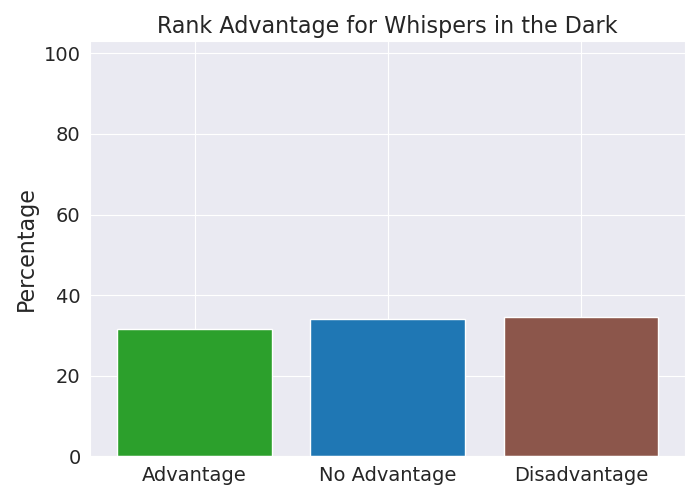 Rank Advantage for Whispers in the Dark
Percentage
100
80
60
40
20
0
Advantage
No Advantage
Disadvantage